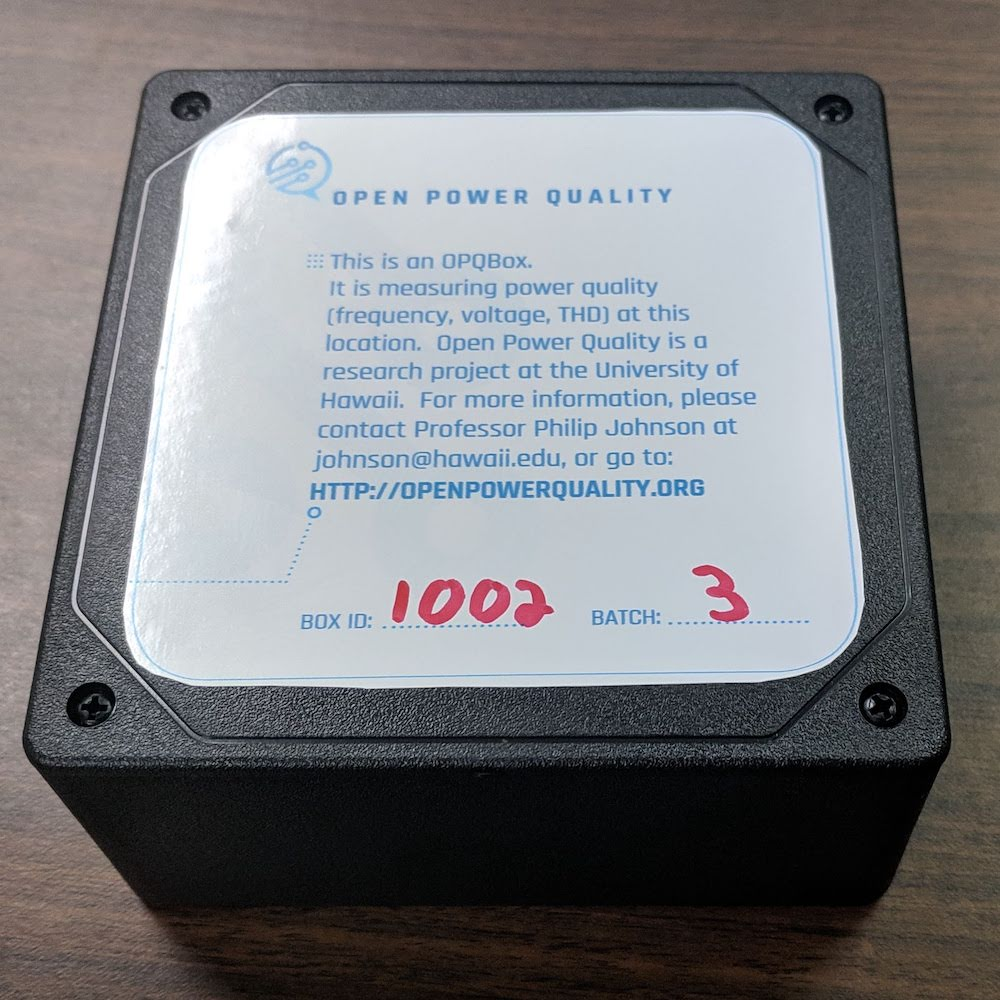 OPEN POWER QUALITY
This is an OPQBox.
It is measuring power quality
(frequency, voltage, THD) at this
location. Open Power Quality is a
research project at the University of
Hawaii. For more information, please
contact Professor Philip Johnson at
johnson@hawaii.edu, or go to:
HTTP://OPENPOWERQUALITY.ORG
BOX ID: 1002 BATCH: 3